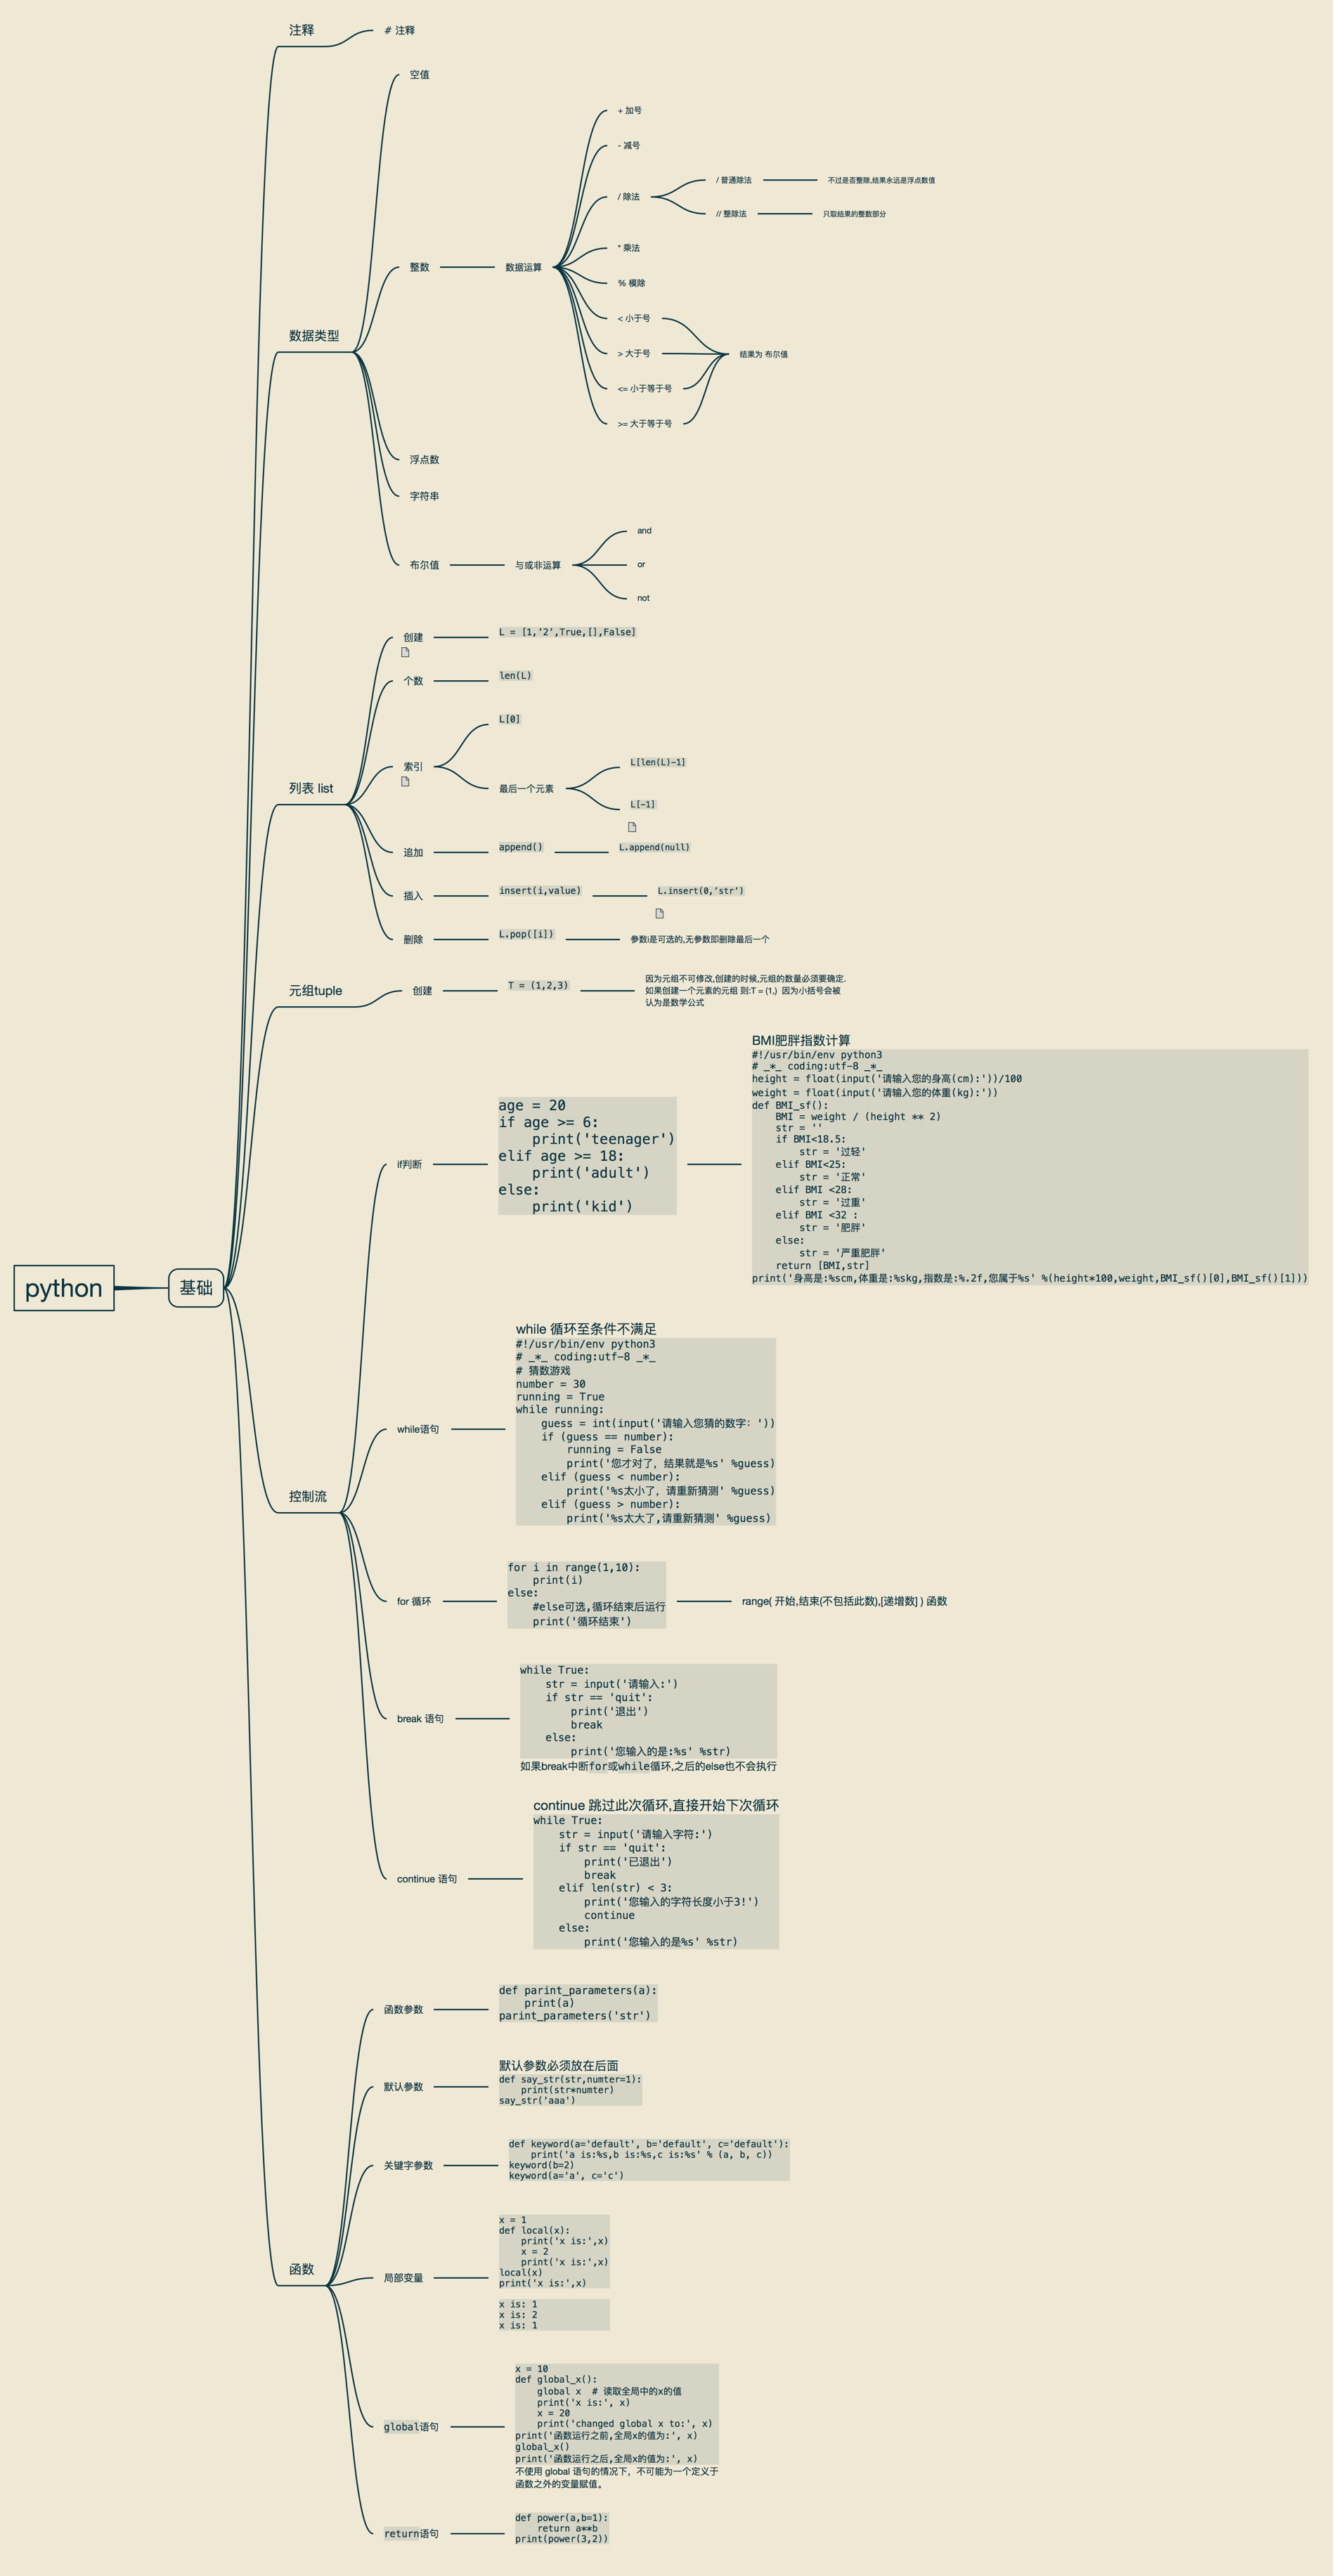 python
基础
注释
# 注释
数据类型
空值
整数
数据运算
+ 加号
- 减号
/ 除法
/ 普通除法
不过是否整除,结果永远是浮点数值
// 整除法
只取结果的整数部分
* 乘法
% 模除
< 小于号
> 大于号
<= 小于等于号
>= 大于等于号
结果为 布尔值
浮点数
字符串
布尔值
与或非运算
and
or
not
列表 list
创建
L = [1,‘2’,True,[],False]
个数
len(L)
索引
L[0]
最后一个元素
L[len(L)-1]
L[-1]
追加
append()
L.append(null)
插入
insert(i,value)
L.insert(0,‘str’)
删除
L.pop([i])
参数i是可选的,无参数即删除最后一个
元组tuple
创建
T = (1,2,3)
因为元组不可修改,创建的时候,元组的数量必须要确定.
如果创建一个元素的元组 则:T = (1,) 因为小括号会被
认为是数学公式
控制流
if判断
age = 20
if age >= 6:
    print('teenager')
elif age >= 18:
    print('adult')
else:
    print('kid')
BMI肥胖指数计算
#!/usr/bin/env python3
# _*_ coding:utf-8 _*_
height = float(input('请输入您的身高(cm):'))/100
weight = float(input('请输入您的体重(kg):'))
def BMI_sf():
    BMI = weight / (height ** 2)
    str = ''
    if BMI<18.5:
        str = '过轻'
    elif BMI<25:
        str = '正常'
    elif BMI <28:
        str = '过重'
    elif BMI <32 :
        str = '肥胖'
    else:
        str = '严重肥胖'
    return [BMI,str]
print('身高是:%scm,体重是:%skg,指数是:%.2f,您属于%s' %(height*100,weight,BMI_sf()[0],BMI_sf()[1]))
while语句
while 循环至条件不满足
#!/usr/bin/env python3
# _*_ coding:utf-8 _*_
# 猜数游戏
number = 30
running = True
while running:
    guess = int(input('请输入您猜的数字: '))
    if (guess == number):
        running = False
        print('您才对了, 结果就是%s' %guess)
    elif (guess < number):
        print('%s太小了, 请重新猜测' %guess)
    elif (guess > number):
        print('%s太大了,请重新猜测' %guess)
for 循环
for i in range(1,10):
    print(i)
else:
    #else可选,循环结束后运行
    print('循环结束')
range( 开始,结束(不包括此数),[递增数] ) 函数
break 语句
while True:
    str = input('请输入:')
    if str == 'quit':
        print('退出')
        break
    else:
        print('您输入的是:%s' %str)
如果break中断for或while循环,之后的else也不会执行
continue 语句
continue 跳过此次循环,直接开始下次循环
while True:
    str = input('请输入字符:')
    if str == 'quit':
        print('已退出')
        break
    elif len(str) < 3:
        print('您输入的字符长度小于3!')
        continue
    else:
        print('您输入的是%s' %str)
函数
函数参数
def parint_parameters(a):
    print(a)
parint_parameters('str')
默认参数
默认参数必须放在后面
def say_str(str,numter=1):
    print(str*numter)
say_str('aaa')
关键字参数
def keyword(a='default', b='default', c='default'):
    print('a is:%s,b is:%s,c is:%s' % (a, b, c))
keyword(b=2)
keyword(a='a', c='c')
局部变量
x = 1
def local(x):
    print('x is:',x)
    x = 2
    print('x is:',x)
local(x)
print('x is:',x)
x is: 1
x is: 2
x is: 1
global语句
x = 10
def global_x():
    global x  # 读取全局中的x的值
    print('x is:', x)
    x = 20
    print('changed global x to:', x)
print('函数运行之前,全局x的值为:', x)
global_x()
print('函数运行之后,全局x的值为:', x)
不使用 global 语句的情况下，不可能为一个定义于
函数之外的变量赋值。
return语句
def power(a,b=1):
    return a**b
print(power(3,2))